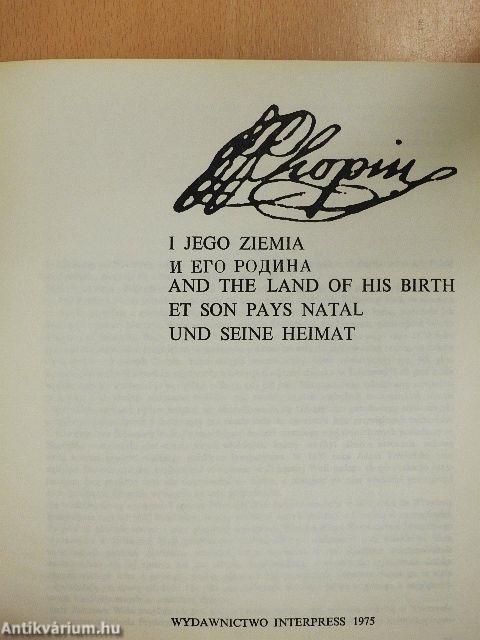 Chopin
I JEGO ZIEMIA
И ЕГО РОДИНА
AND THE LAND OF HIS BIRTH
ET SON PAYS NATAL
UND SEINE HEIMAT
WYDAWNICTWO INTERPRESS 1975
Antikvárium.hu